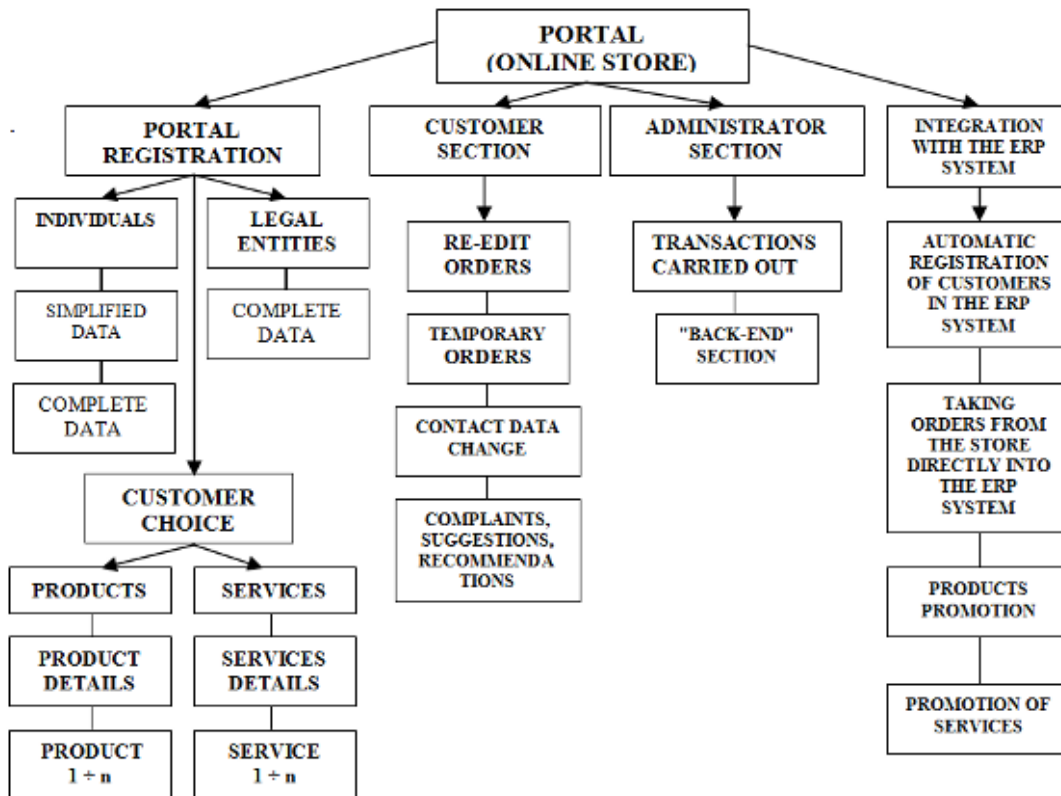 PORTAL
(ONLINE STORE)
PORTAL
REGISTRATION
CUSTOMER
SECTION
ADMINISTRATOR
SECTION
INTEGRATION
WITH THE ERP
SYSTEM
INDIVIDUALS
LEGAL
ENTITIES
RE-EDIT
ORDERS
TRANSACTIONS
CARRIED OUT
AUTOMATIC
REGISTRATION
OF CUSTOMERS
IN THE ERP
SYSTEM
SIMPLIFIED
DATA
COMPLETE
DATA
TEMPORARY
ORDERS
"BACK-END"
SECTION
COMPLETE
DATA
CONTACT DATA
CHANGE
TAKING
ORDERS FROM
THE STORE
DIRECTLY INTO
THE ERP
SYSTEM
CUSTOMER
CHOICE
COMPLAINTS,
SUGGESTIONS,
RECOMMENDA
TIONS
PRODUCTS
SERVICES
PRODUCTS
PROMOTION
PRODUCT
DETAILS
SERVICES
DETAILS
PROMOTION OF
SERVICES
PRODUCT
1 ÷ n
SERVICE
1 ÷ n